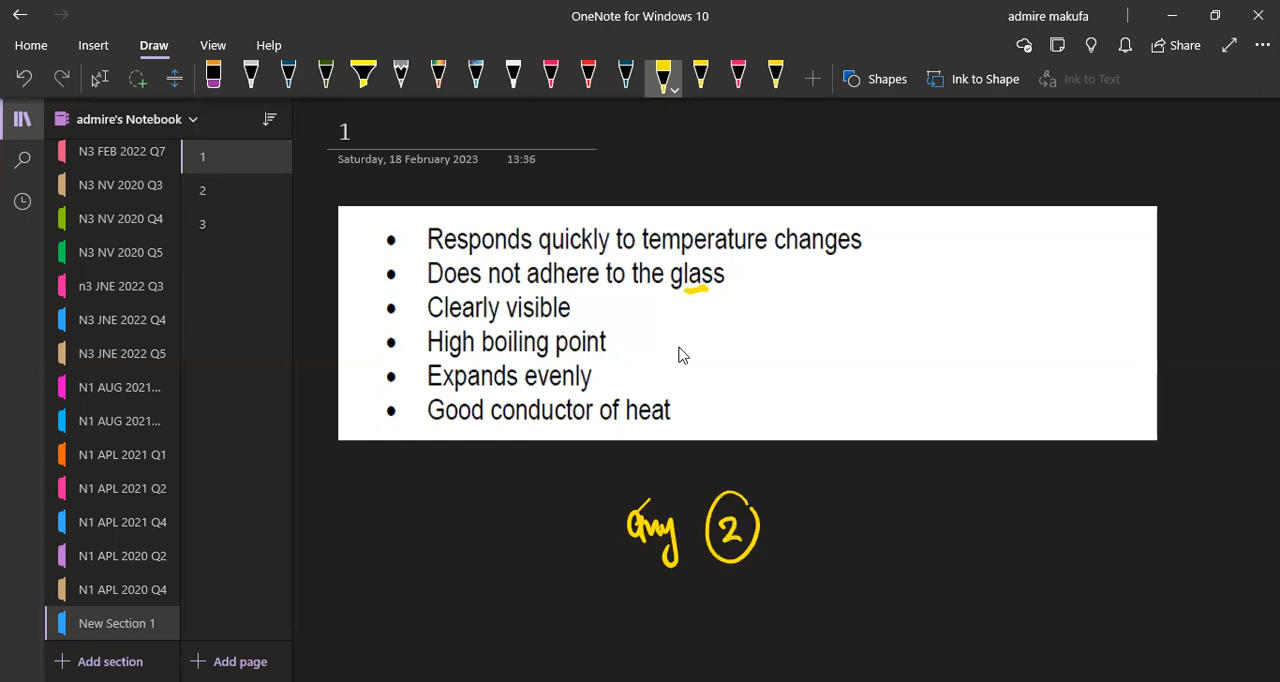 OneNote for Windows 10
admire makufa
Home Insert Draw View Help
Share
Shapes Ink to Shape Ink to Text
admire's Notebook
N3 FEB 2022 Q7
N3 NV 2020 Q3
N3 NV 2020 Q4
N3 NV 2020 Q5
n3 JNE 2022 Q3
N3 JNE 2022 Q4
N3 JNE 2022 Q5
N1 AUG 2021...
N1 AUG 2021...
N1 APL 2021 Q1
N1 APL 2021 Q2
N1 APL 2021 Q4
N1 APL 2020 Q2
N1 APL 2020 Q4
New Section 1
Add section
1
2
3
Add page
1
Saturday, 18 February 2023 13:36
• Responds quickly to temperature changes
• Does not adhere to the glass
• Clearly visible
• High boiling point
• Expands evenly
• Good conductor of heat
any 2